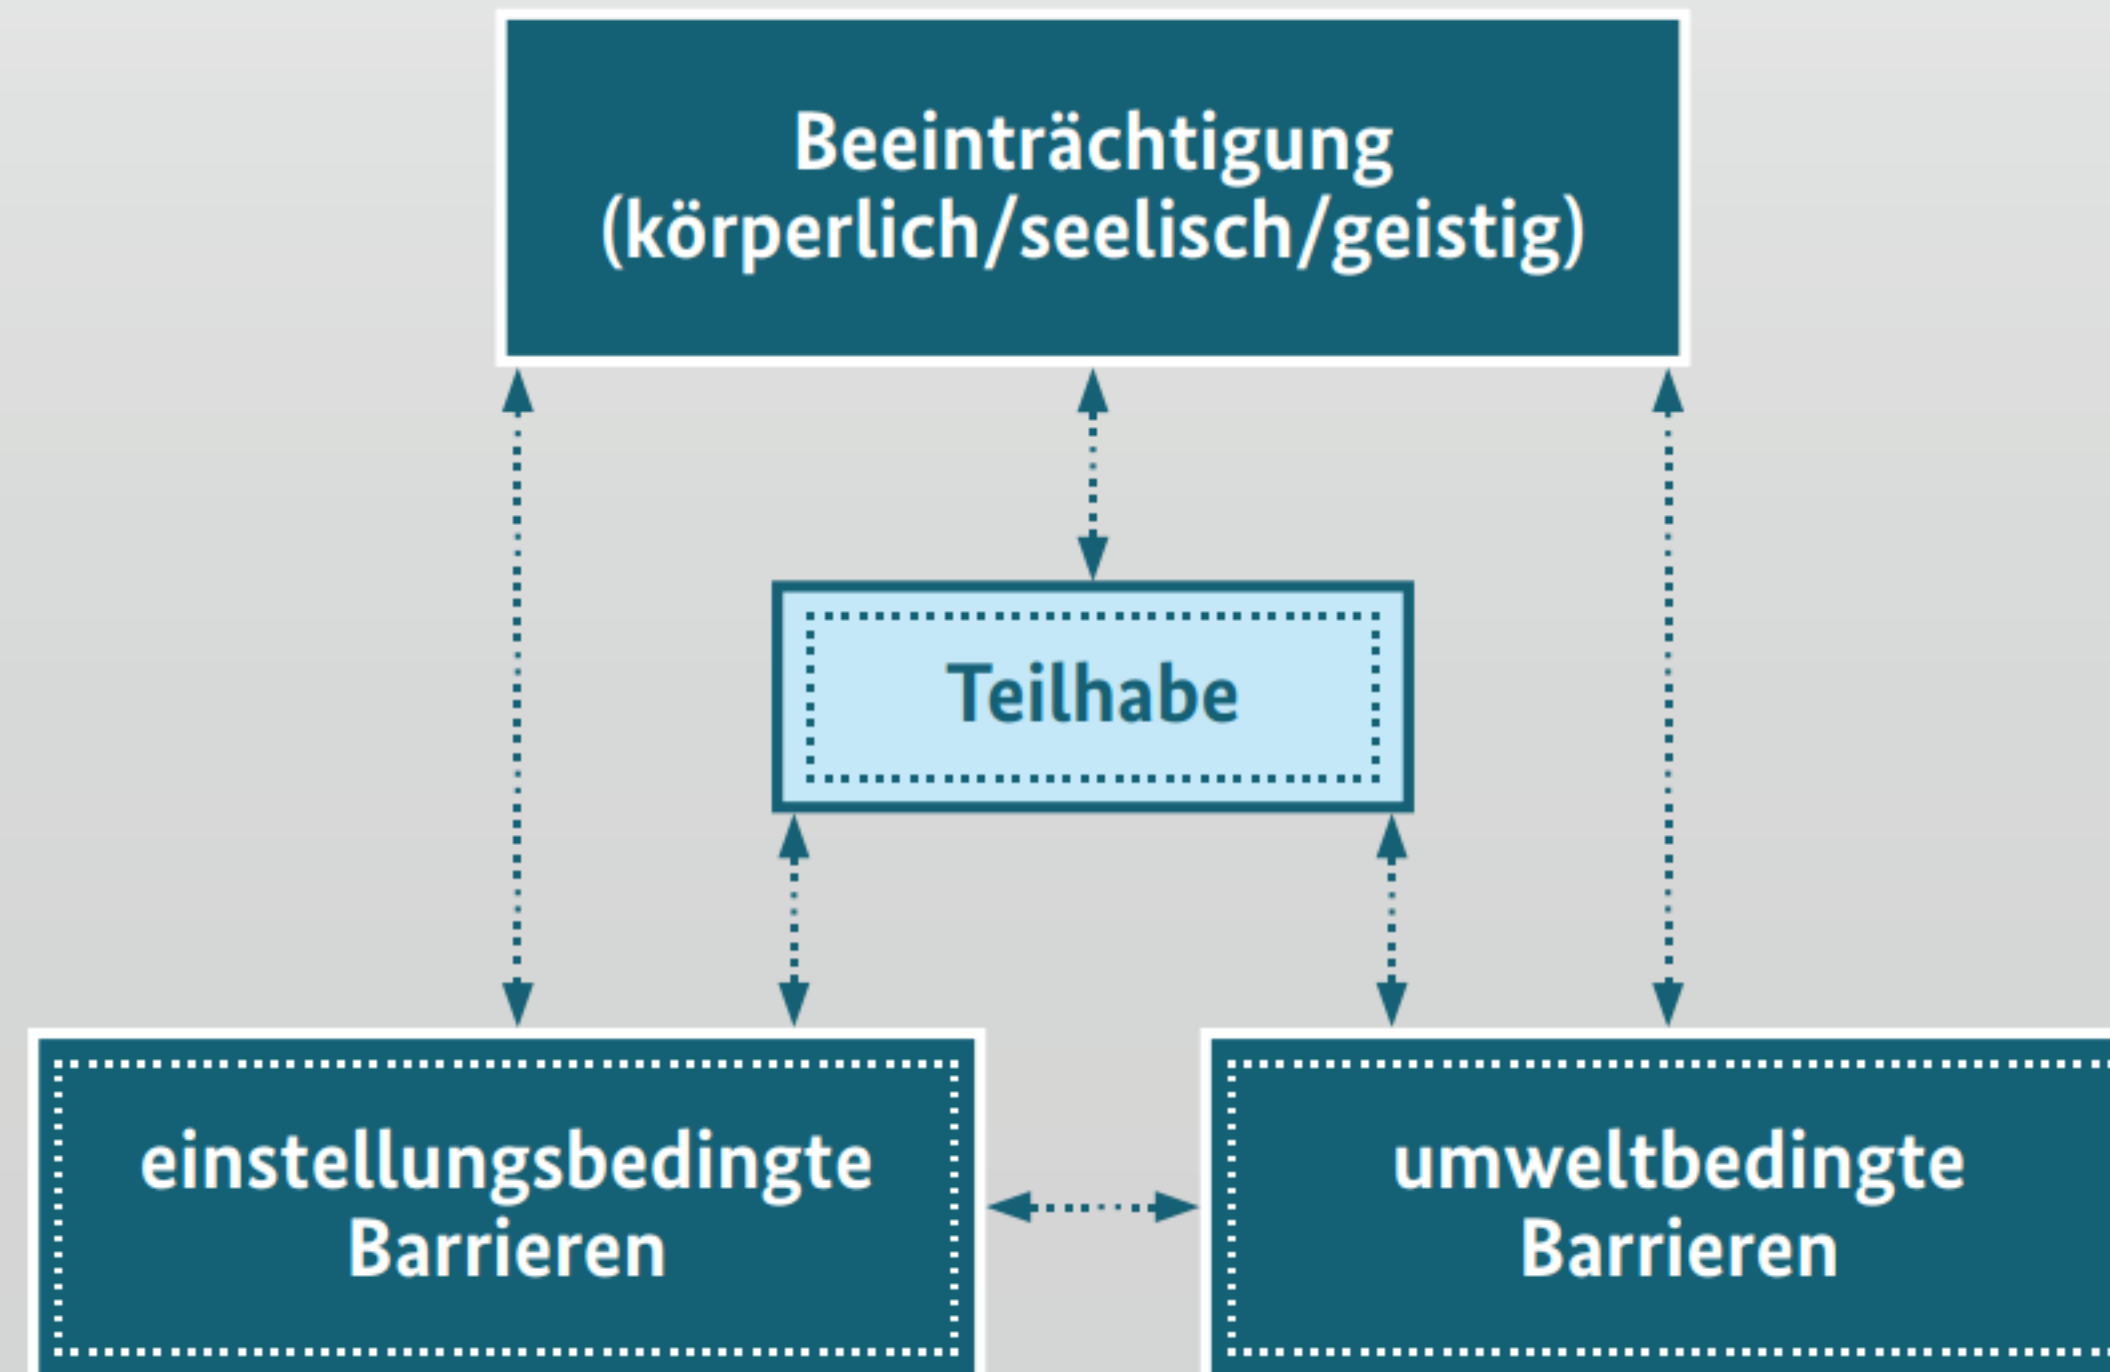 Beeinträchtigung
(körperlich/seelisch/geistig)
Teilhabe
einstellungsbedingte
Barrieren
umweltbedingte
Barrieren